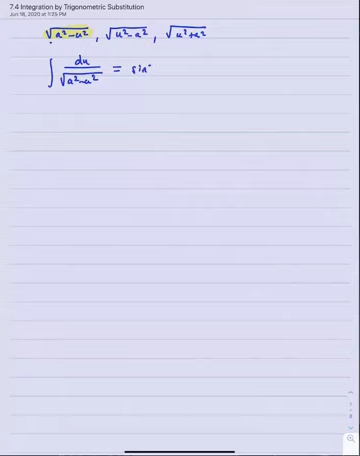 7.4 Integration by Trigonometric Substitution
Jun 18, 2020 at 1:25 PM
√(a²-u²) , √(u²-a²) , √(u²+a²)
∫ du/√(a²-u²) = sin⁻